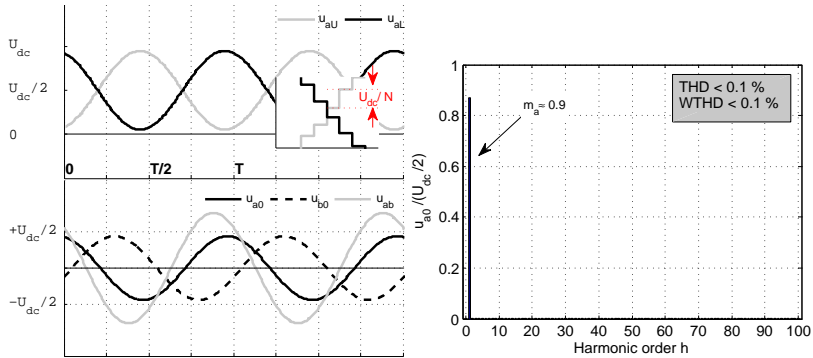 u_aU u_aL
U_dc
U_dc/2
0
U_dc/N
0 T/2 T
u_a0 u_b0 u_ab
+U_dc/2
−U_dc/2
THD < 0.1 %
WTHD < 0.1 %
m_a ≈ 0.9
u_a0/(U_dc/2)
1
0.8
0.6
0.4
0.2
0
0 10 20 30 40 50 60 70 80 90 100
Harmonic order h